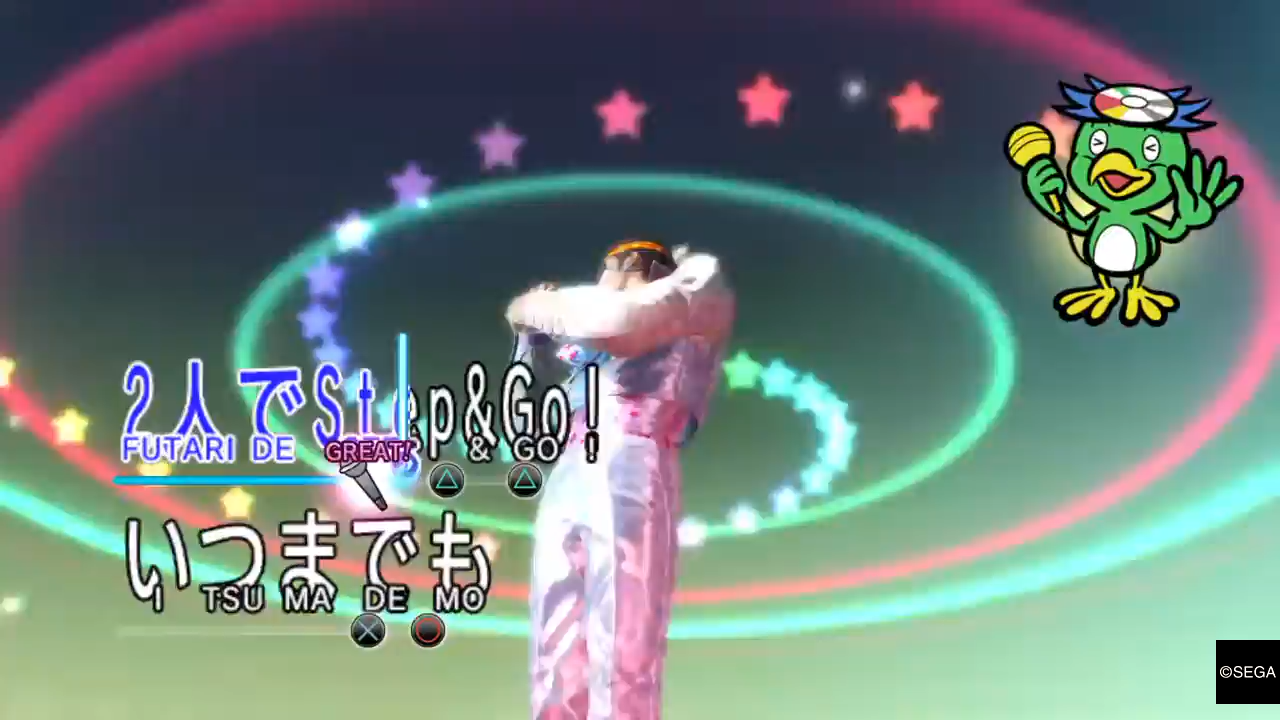 2人でStep&Go!
FUTARI DE & GO !
GREAT!
いつまでも
I TSU MA DE MO
©SEGA